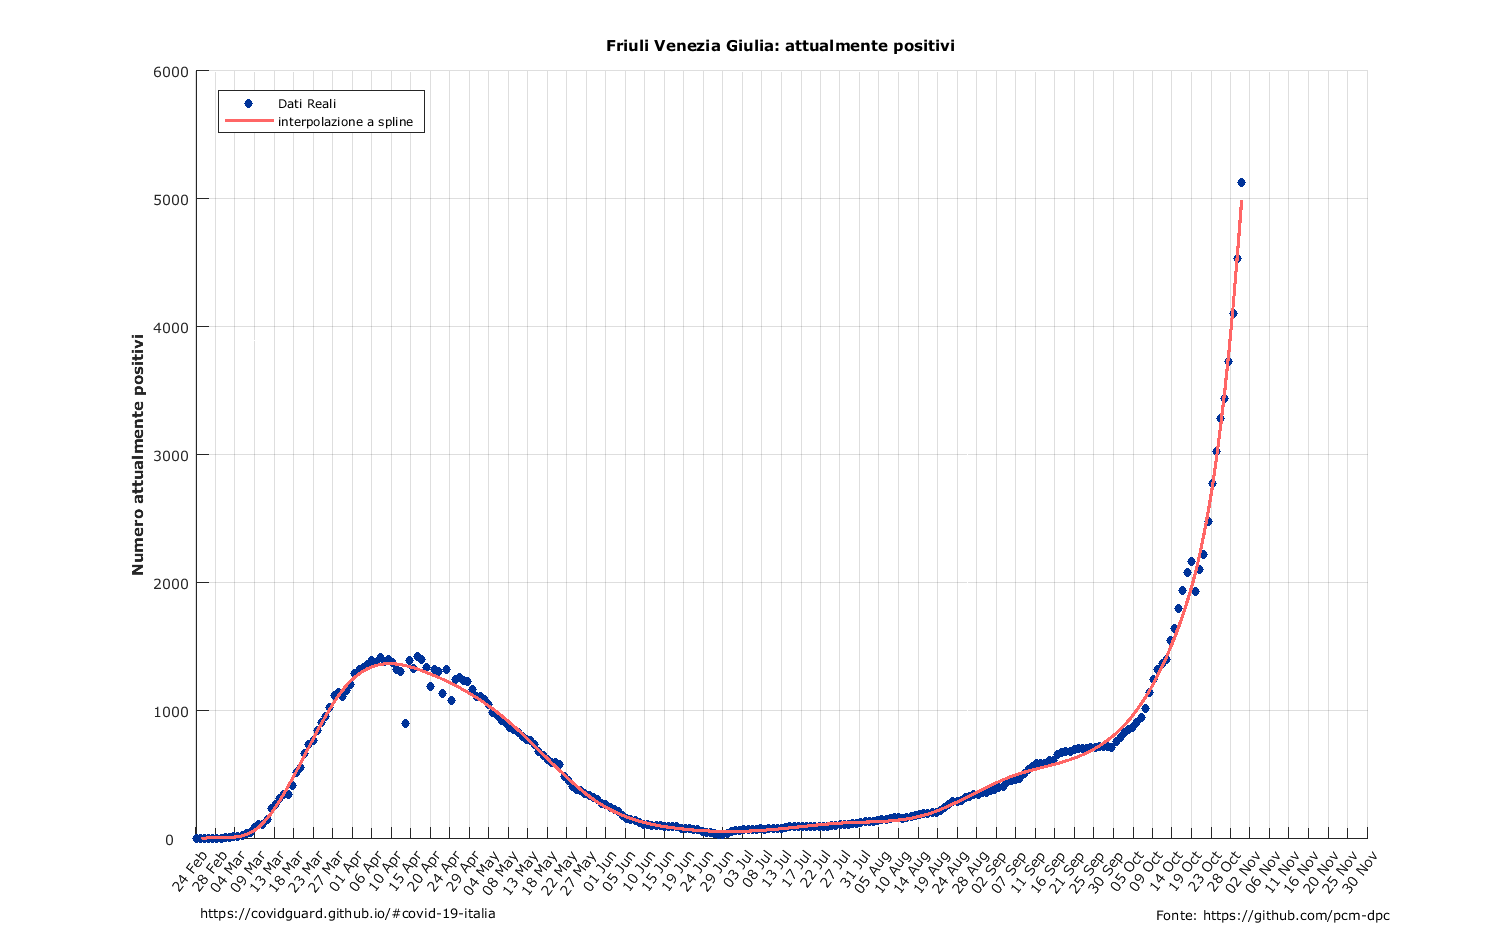 Friuli Venezia Giulia: attualmente positivi
6000
5000
4000
3000
2000
1000
0
Numero attualmente positivi
Dati Reali
interpolazione a spline
24 Feb
28 Feb
04 Mar
09 Mar
13 Mar
18 Mar
23 Mar
27 Mar
01 Apr
06 Apr
10 Apr
15 Apr
20 Apr
24 Apr
29 Apr
04 May
08 May
13 May
18 May
22 May
27 May
01 Jun
05 Jun
10 Jun
15 Jun
19 Jun
24 Jun
29 Jun
03 Jul
08 Jul
13 Jul
17 Jul
22 Jul
27 Jul
31 Jul
05 Aug
10 Aug
14 Aug
19 Aug
24 Aug
28 Aug
02 Sep
07 Sep
11 Sep
16 Sep
21 Sep
25 Sep
30 Sep
05 Oct
09 Oct
14 Oct
19 Oct
23 Oct
28 Oct
02 Nov
06 Nov
11 Nov
16 Nov
20 Nov
25 Nov
30 Nov
https://covidguard.github.io/#covid-19-italia
Fonte: https://github.com/pcm-dpc